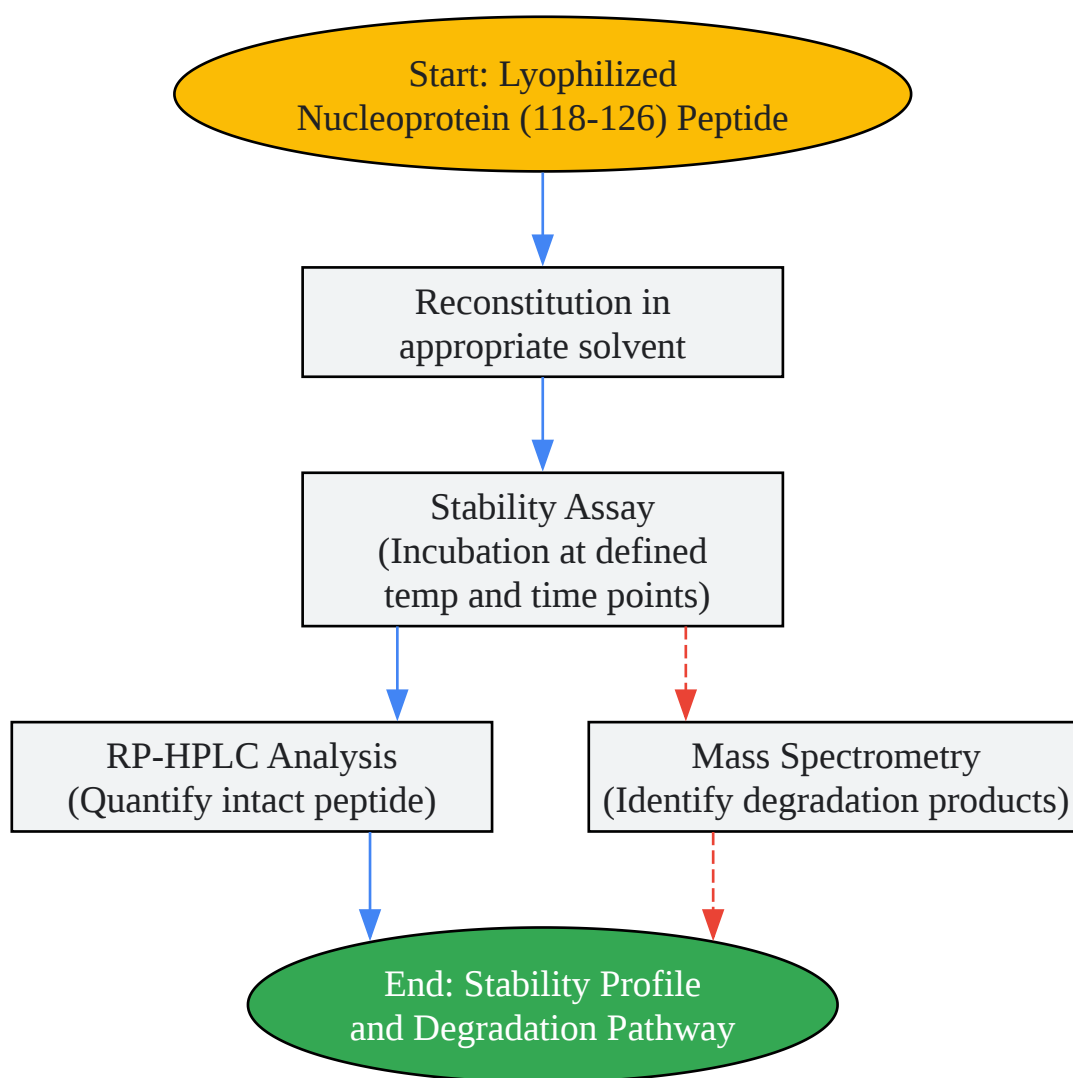 Start: Lyophilized
Nucleoprotein (118-126) Peptide
Reconstitution in
appropriate solvent
Stability Assay
(Incubation at defined
temp and time points)
RP-HPLC Analysis
(Quantify intact peptide)
Mass Spectrometry
(Identify degradation products)
End: Stability Profile
and Degradation Pathway